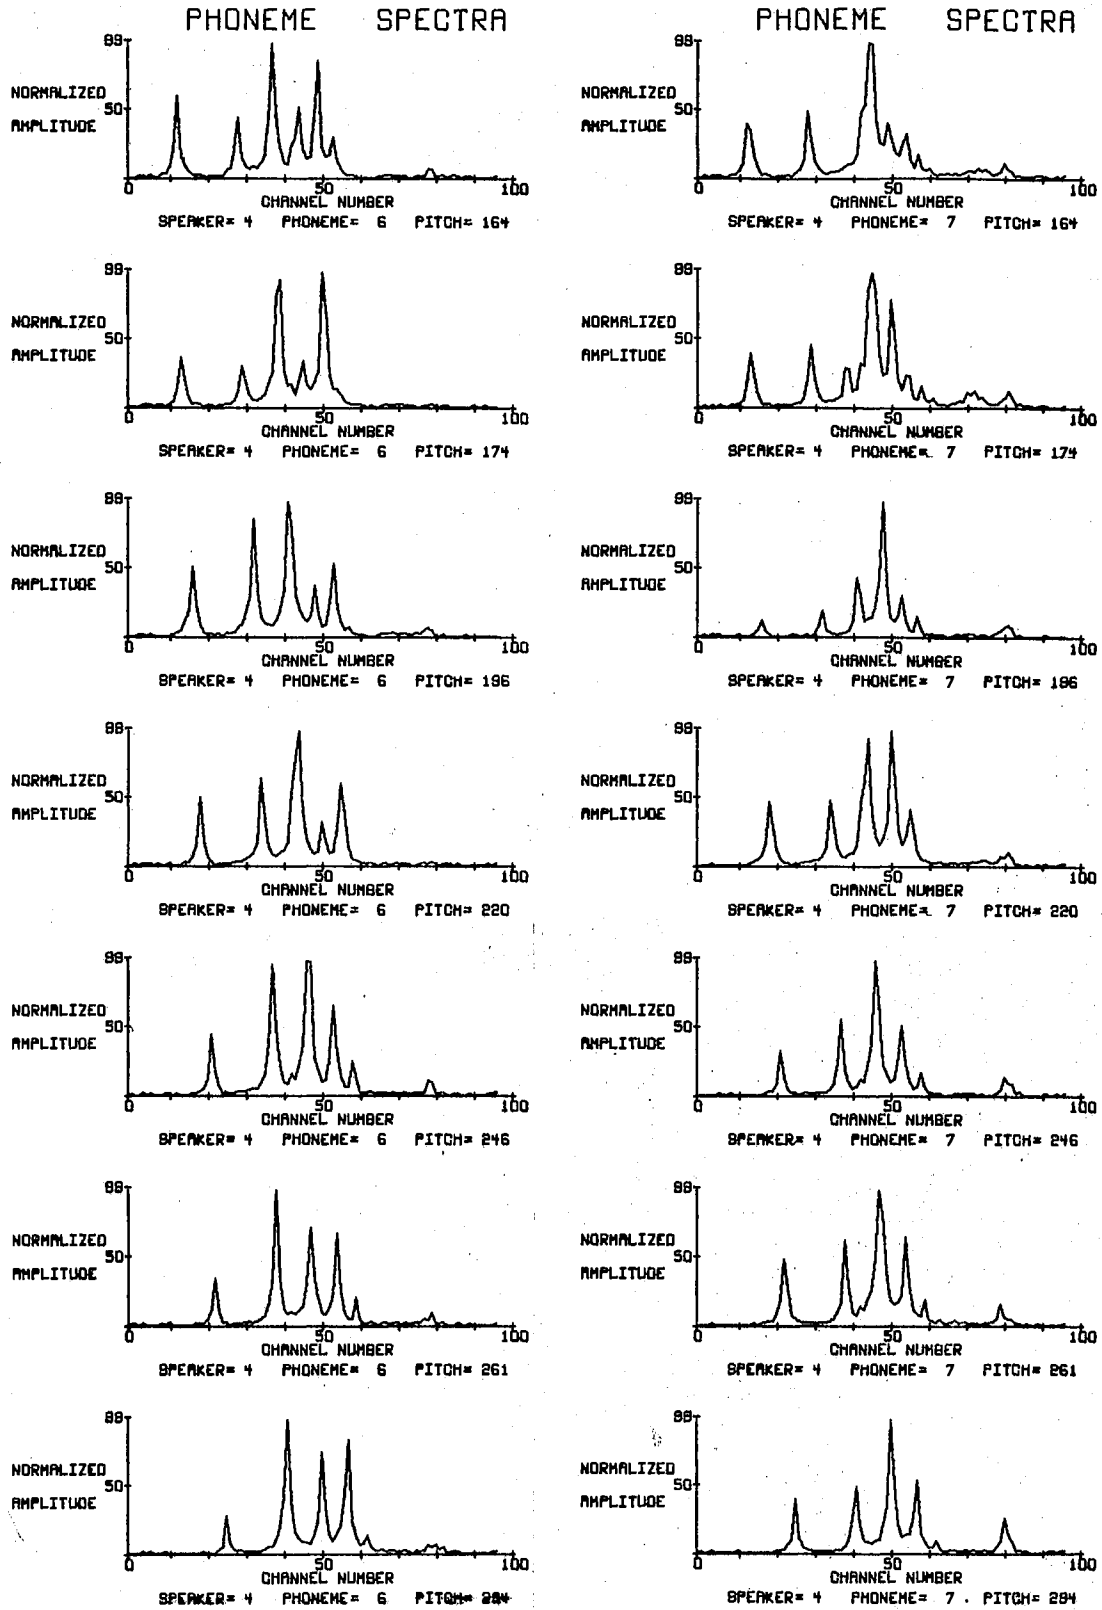 PHONEME SPECTRA
99
NORMALIZED
50
AMPLITUDE
0 50 100
CHANNEL NUMBER
SPEAKER= 4 PHONEME= 6 PITCH= 164
99
NORMALIZED
50
AMPLITUDE
0 50 100
CHANNEL NUMBER
SPEAKER= 4 PHONEME= 6 PITCH= 174
99
NORMALIZED
50
AMPLITUDE
0 50 100
CHANNEL NUMBER
SPEAKER= 4 PHONEME= 6 PITCH= 196
99
NORMALIZED
50
AMPLITUDE
0 50 100
CHANNEL NUMBER
SPEAKER= 4 PHONEME= 6 PITCH= 220
99
NORMALIZED
50
AMPLITUDE
0 50 100
CHANNEL NUMBER
SPEAKER= 4 PHONEME= 6 PITCH= 246
99
NORMALIZED
50
AMPLITUDE
0 50 100
CHANNEL NUMBER
SPEAKER= 4 PHONEME= 6 PITCH= 261
99
NORMALIZED
50
AMPLITUDE
0 50 100
CHANNEL NUMBER
SPEAKER= 4 PHONEME= 6 PITCH= 294
PHONEME SPECTRA
99
NORMALIZED
50
AMPLITUDE
0 50 100
CHANNEL NUMBER
SPEAKER= 4 PHONEME= 7 PITCH= 164
99
NORMALIZED
50
AMPLITUDE
0 50 100
CHANNEL NUMBER
SPEAKER= 4 PHONEME= 7 PITCH= 174
99
NORMALIZED
50
AMPLITUDE
0 50 100
CHANNEL NUMBER
SPEAKER= 4 PHONEME= 7 PITCH= 196
99
NORMALIZED
50
AMPLITUDE
0 50 100
CHANNEL NUMBER
SPEAKER= 4 PHONEME= 7 PITCH= 220
99
NORMALIZED
50
AMPLITUDE
0 50 100
CHANNEL NUMBER
SPEAKER= 4 PHONEME= 7 PITCH= 246
99
NORMALIZED
50
AMPLITUDE
0 50 100
CHANNEL NUMBER
SPEAKER= 4 PHONEME= 7 PITCH= 261
99
NORMALIZED
50
AMPLITUDE
0 50 100
CHANNEL NUMBER
SPEAKER= 4 PHONEME= 7 PITCH= 294